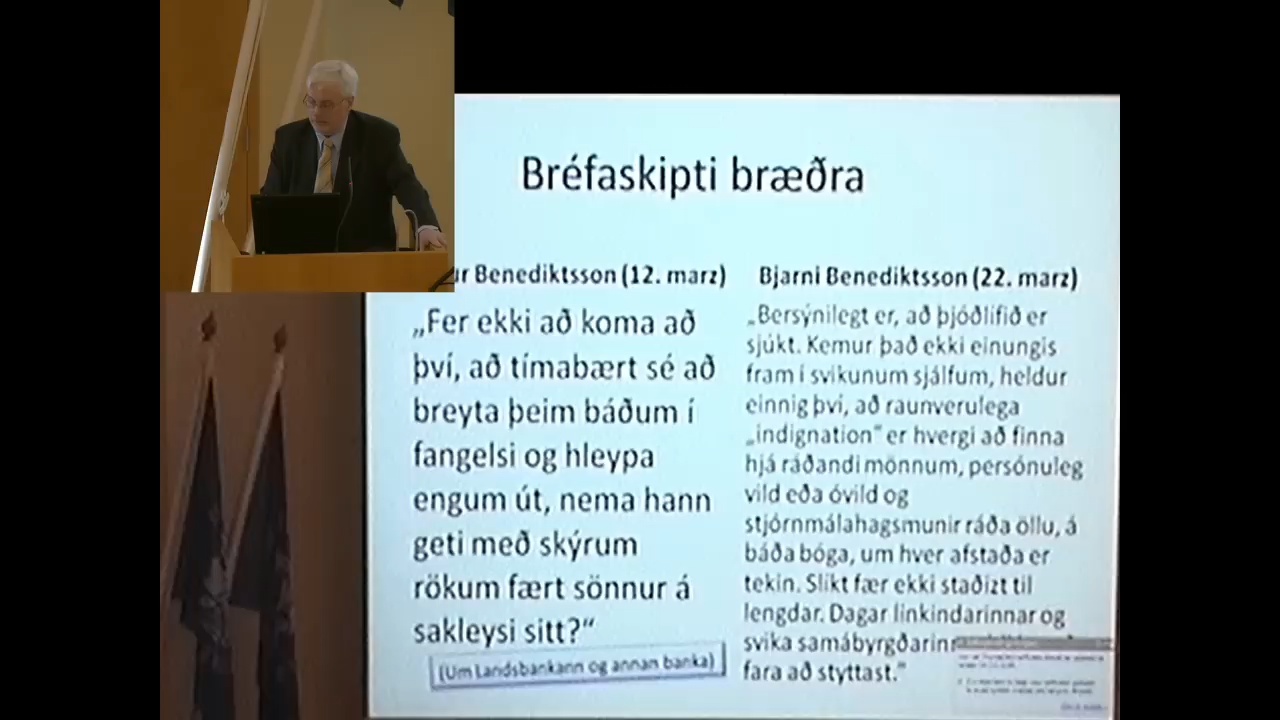 Bréfaskipti bræðra
Benediktsson (12. marz)
„Fer ekki að koma að
því, að tímabært sé að
breyta þeim báðum í
fangelsi og hleypa
engum út, nema hann
geti með skýrum
rökum fært sönnur á
sakleysi sitt?“
(Um Landsbankann og annan banka)
Bjarni Benediktsson (22. marz)
„Bersýnilegt er, að þjóðlífið er
sjúkt. Kemur það ekki einungis
fram í svikunum sjálfum, heldur
einnig því, að raunverulega
„indignation“ er hvergi að finna
hjá ráðandi mönnum, persónuleg
vild eða óvild og
stjórnmálahagsmunir ráða öllu, á
báða bóga, um hver afstaða er
tekin. Slíkt fær ekki staðizt til
lengdar. Dagar linkindarinnar og
svika
fara að styttast.“